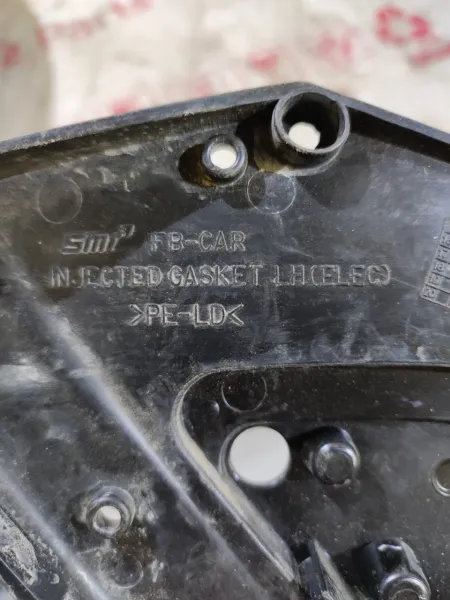 SMR FB-CAR
INJECTED GASKET LH(ELEC)
>PE-LD<